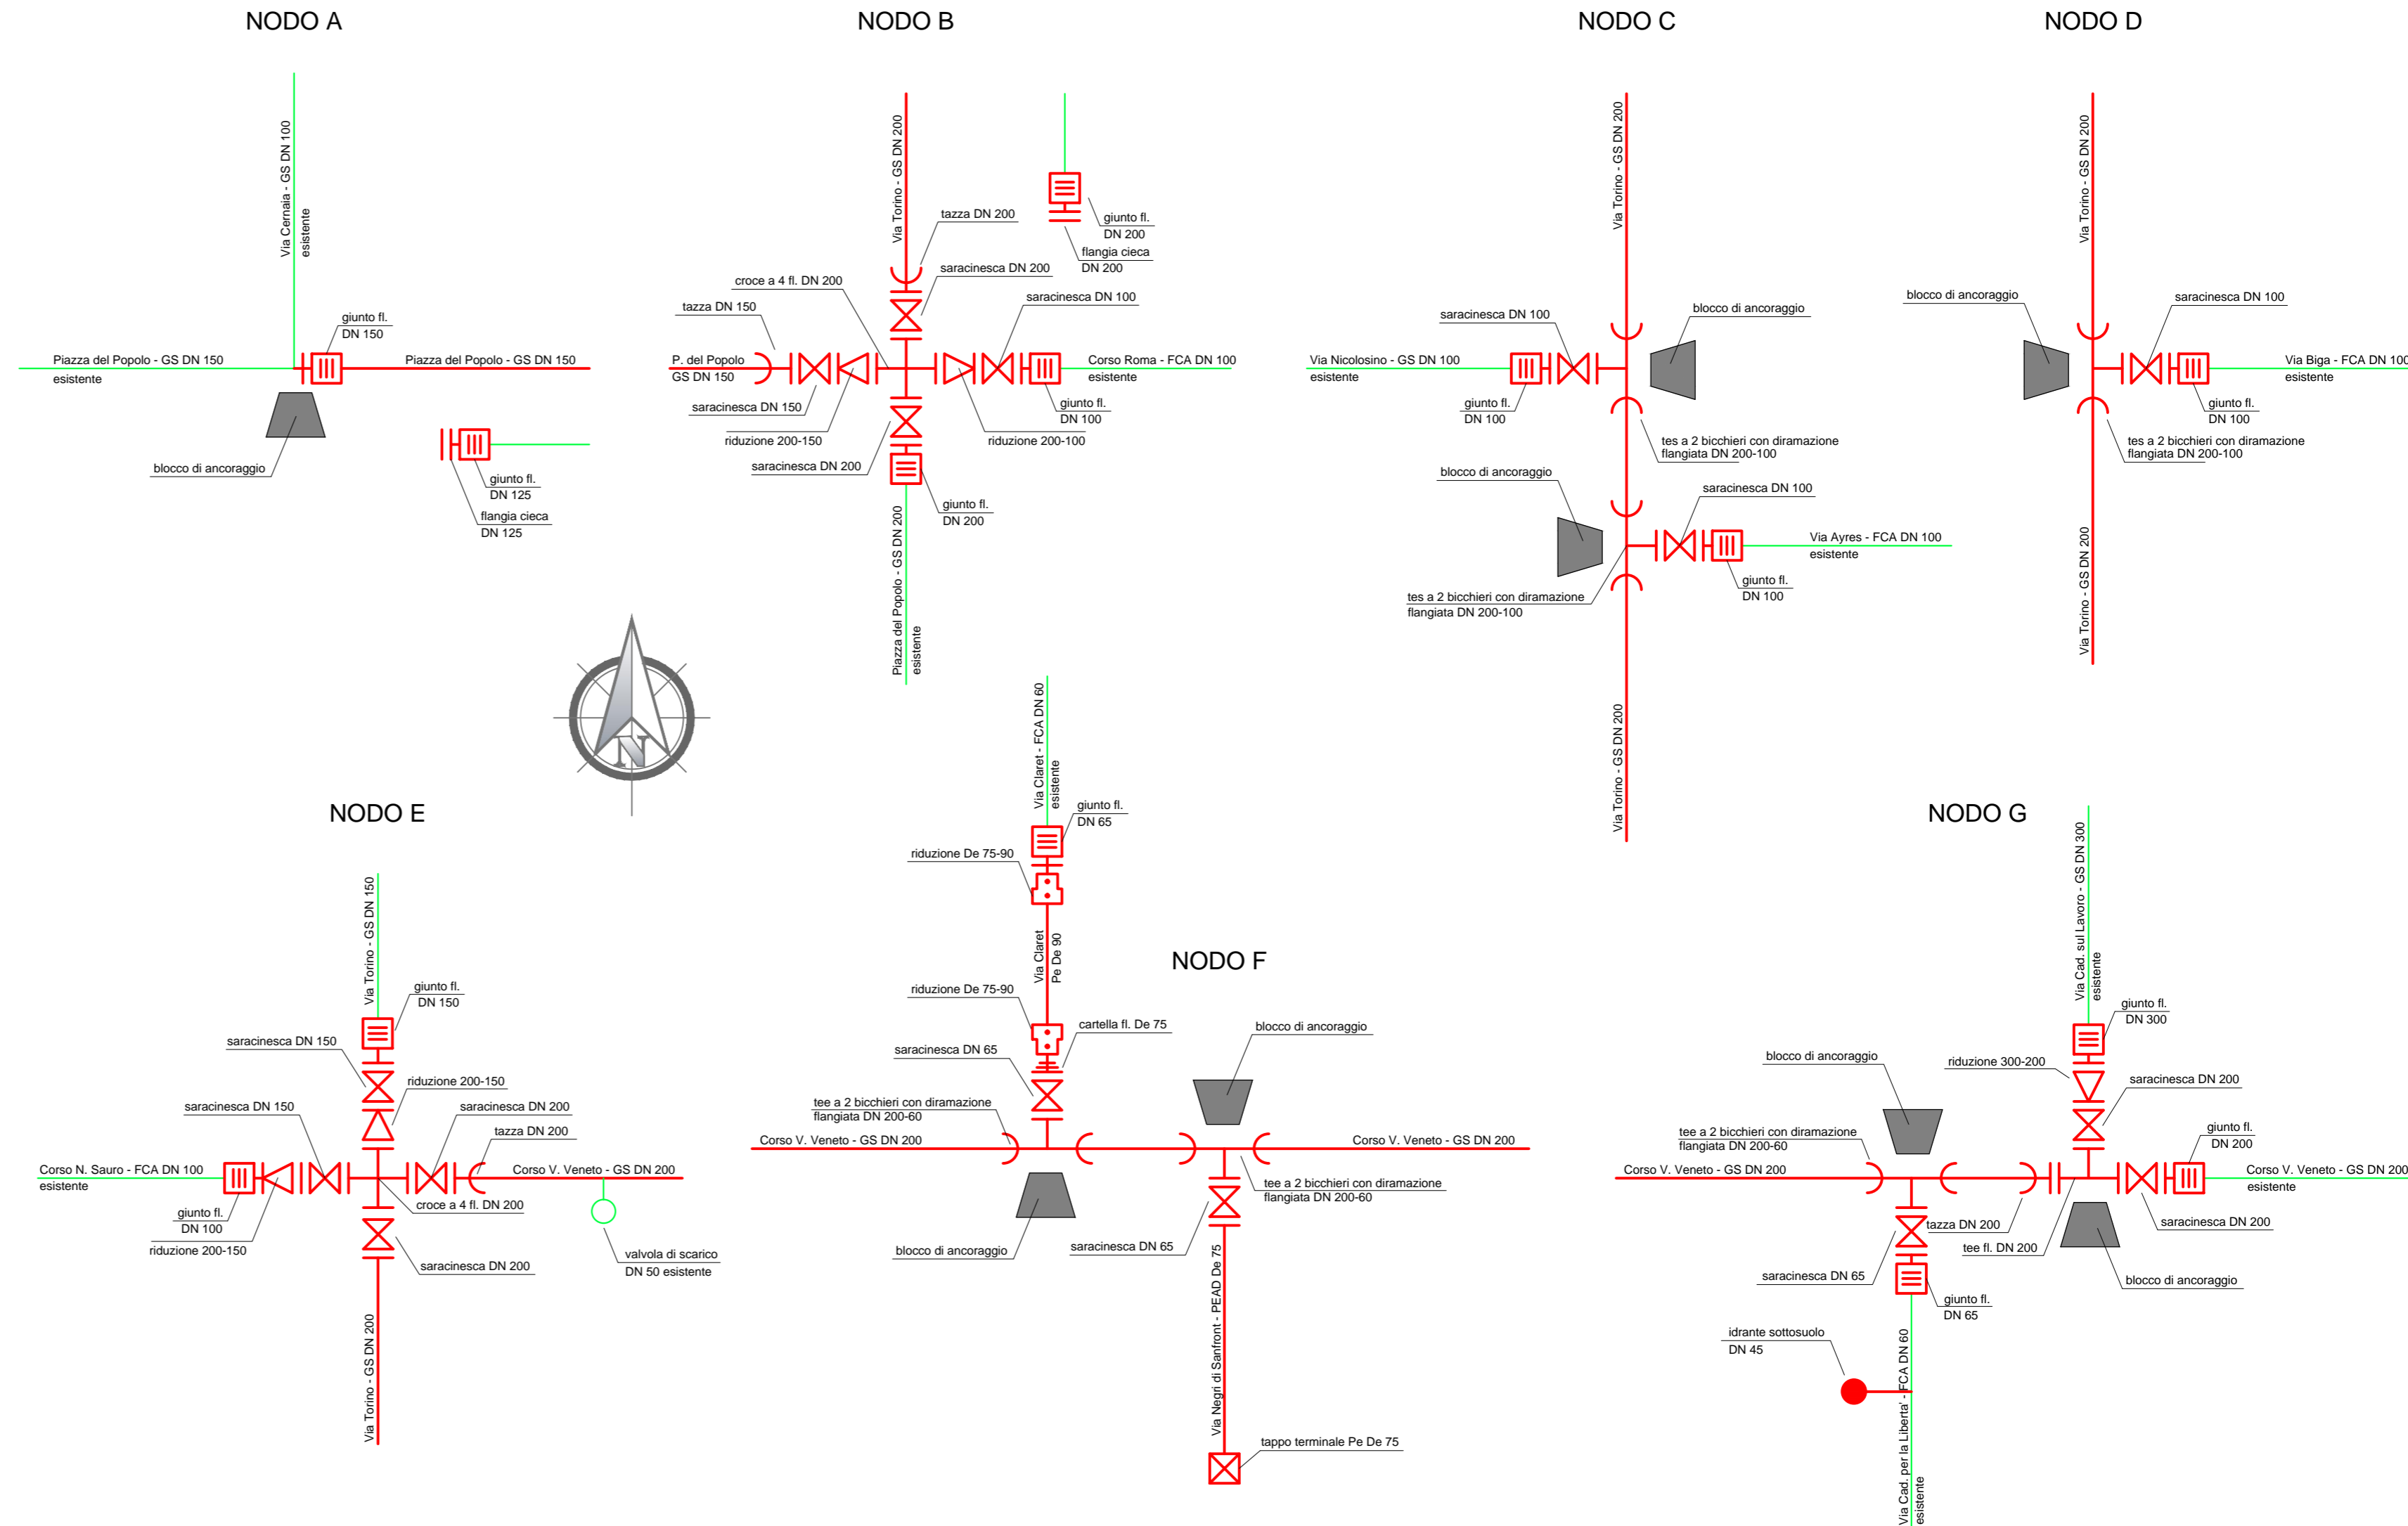 NODO A
Via Cernaia - GS DN 100
esistente
giunto fl.
DN 150
Piazza del Popolo - GS DN 150
esistente
Piazza del Popolo - GS DN 150
blocco di ancoraggio
giunto fl.
DN 125
flangia cieca
DN 125
NODO B
Via Torino - GS DN 200
tazza DN 200
giunto fl.
DN 200
flangia cieca
DN 200
saracinesca DN 200
croce a 4 fl. DN 200
saracinesca DN 100
tazza DN 150
P. del Popolo
GS DN 150
Corso Roma - FCA DN 100
esistente
saracinesca DN 150
riduzione 200-150
giunto fl.
DN 100
riduzione 200-100
saracinesca DN 200
giunto fl.
DN 200
Piazza del Popolo - GS DN 200
esistente
NODO C
Via Torino - GS DN 200
saracinesca DN 100
blocco di ancoraggio
Via Nicolosino - GS DN 100
esistente
giunto fl.
DN 100
tes a 2 bicchieri con diramazione
flangiata DN 200-100
blocco di ancoraggio
saracinesca DN 100
Via Ayres - FCA DN 100
esistente
giunto fl.
DN 100
tes a 2 bicchieri con diramazione
flangiata DN 200-100
Via Torino - GS DN 200
NODO D
Via Torino - GS DN 200
blocco di ancoraggio
saracinesca DN 100
Via Biga - FCA DN 100
esistente
giunto fl.
DN 100
tes a 2 bicchieri con diramazione
flangiata DN 200-100
Via Torino - GS DN 200
N
NODO E
Via Torino - GS DN 150
giunto fl.
DN 150
saracinesca DN 150
riduzione 200-150
saracinesca DN 150
saracinesca DN 200
tazza DN 200
Corso N. Sauro - FCA DN 100
esistente
Corso V. Veneto - GS DN 200
giunto fl.
DN 100
riduzione 200-150
croce a 4 fl. DN 200
saracinesca DN 200
valvola di scarico
DN 50 esistente
Via Torino - GS DN 200
NODO F
Via Claret - FCA DN 60
esistente
giunto fl.
DN 65
riduzione De 75-90
Via Claret
Pe De 90
riduzione De 75-90
cartella fl. De 75
blocco di ancoraggio
saracinesca DN 65
tee a 2 bicchieri con diramazione
flangiata DN 200-60
Corso V. Veneto - GS DN 200
Corso V. Veneto - GS DN 200
tee a 2 bicchieri con diramazione
flangiata DN 200-60
blocco di ancoraggio
saracinesca DN 65
Via Negri di Sanfront - PEAD De 75
tappo terminale Pe De 75
NODO G
Via Cad. sul Lavoro - GS DN 300
esistente
giunto fl.
DN 300
blocco di ancoraggio
riduzione 300-200
saracinesca DN 200
tee a 2 bicchieri con diramazione
flangiata DN 200-60
giunto fl.
DN 200
Corso V. Veneto - GS DN 200
Corso V. Veneto - GS DN 200
esistente
tazza DN 200
saracinesca DN 200
tee fl. DN 200
saracinesca DN 65
blocco di ancoraggio
giunto fl.
DN 65
idrante sottosuolo
DN 45
Via Cad. per la Liberta' - FCA DN 60
esistente